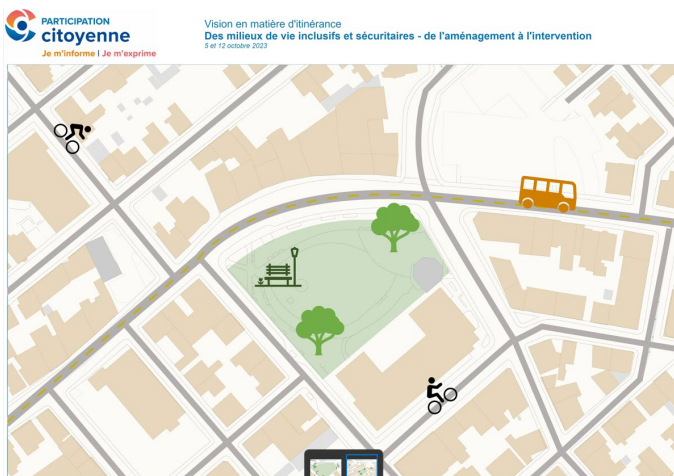 PARTICIPATION
citoyenne
Je m'informe | Je m'exprime
Vision en matière d'itinérance
Des milieux de vie inclusifs et sécuritaires - de l'aménagement à l'intervention
5 et 12 octobre 2023